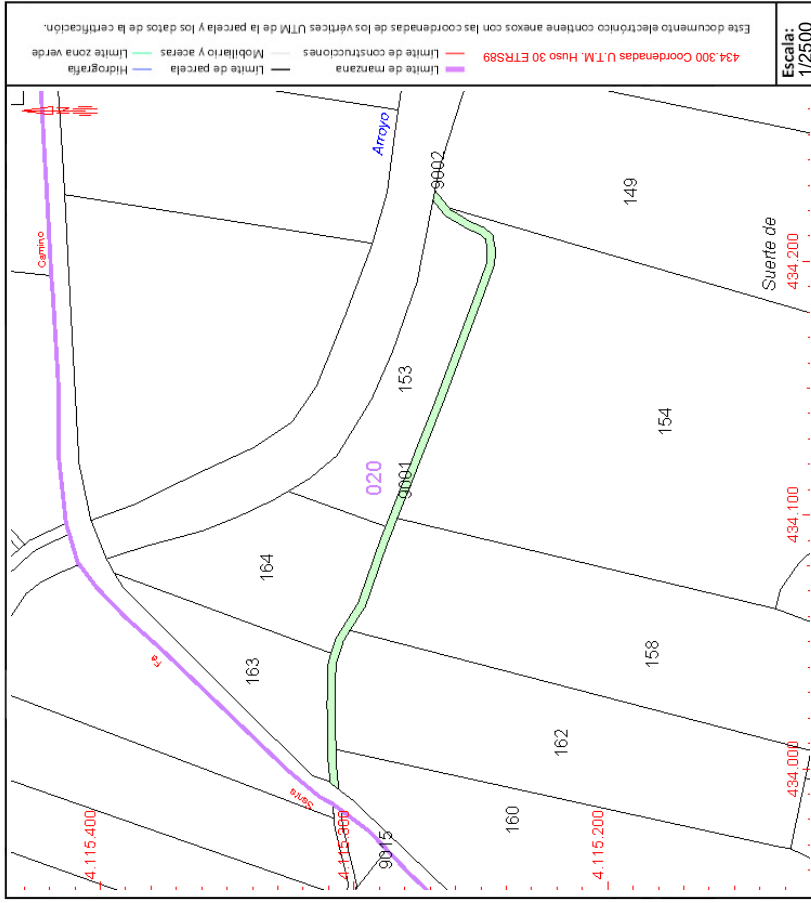 Este documento electrónico contiene anexos con las coordenadas de los vértices UTM de la parcela y los datos de la certificación.
434.300 Coordenadas U.T.M. Huso 30 ETRS89
Límite de manzana
Límite de parcela
Límite de construcciones
Mobiliario y aceras
Límite zona verde
Hidrografía
Escala:
1/2500
Camino
Arroyo
9002
149
Suerte de
434.200
153
154
020
9001
434.100
164
163
Fe
158
162
434.000
Santa
4.115.400
4.115.300
9015
160
4.115.200